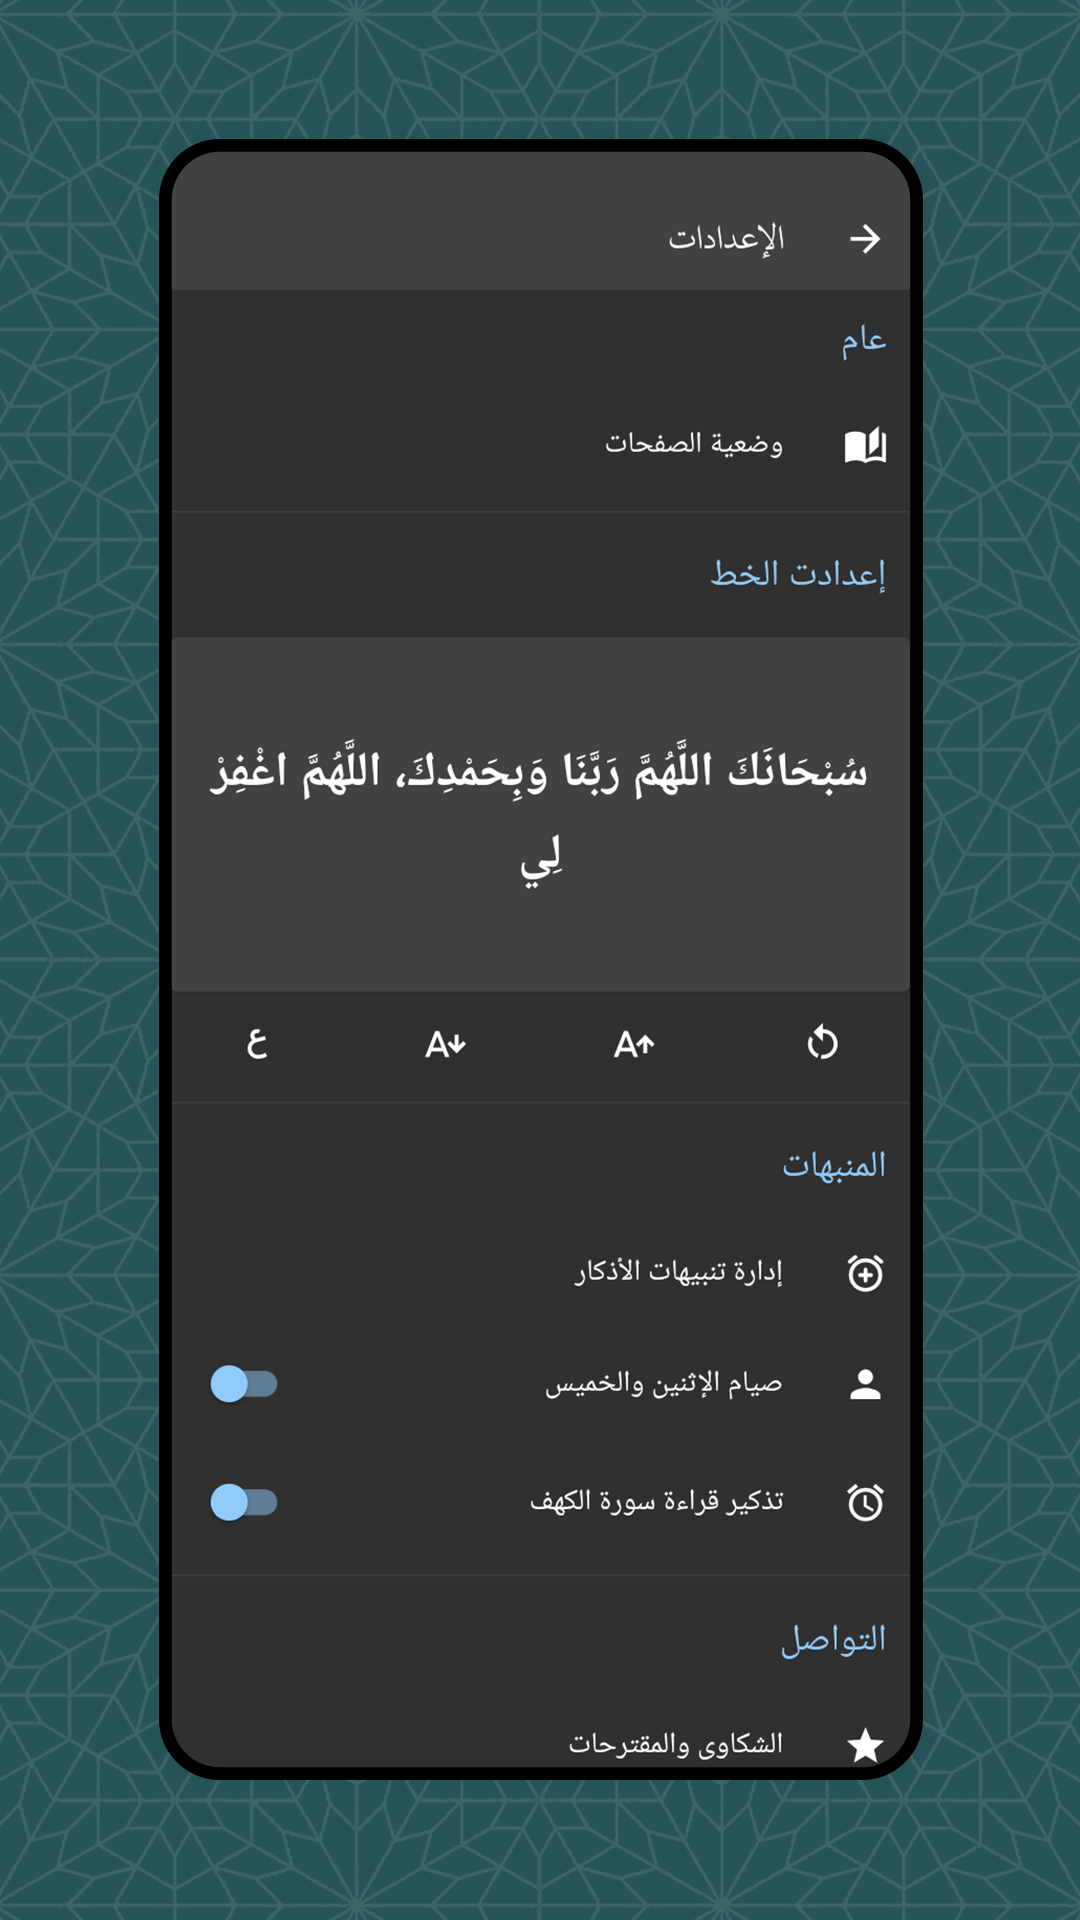 الإعدادات
عام
وضعية الصفحات
إعدادت الخط
سُبْحَانَكَ اللَّهُمَّ رَبَّنَا وَبِحَمْدِكَ، اللَّهُمَّ اغْفِرْ
لِي
A A ع
المنبهات
إدارة تنبيهات الأذكار
صيام الإثنين والخميس
تذكير قراءة سورة الكهف
التواصل
الشكاوى والمقترحات